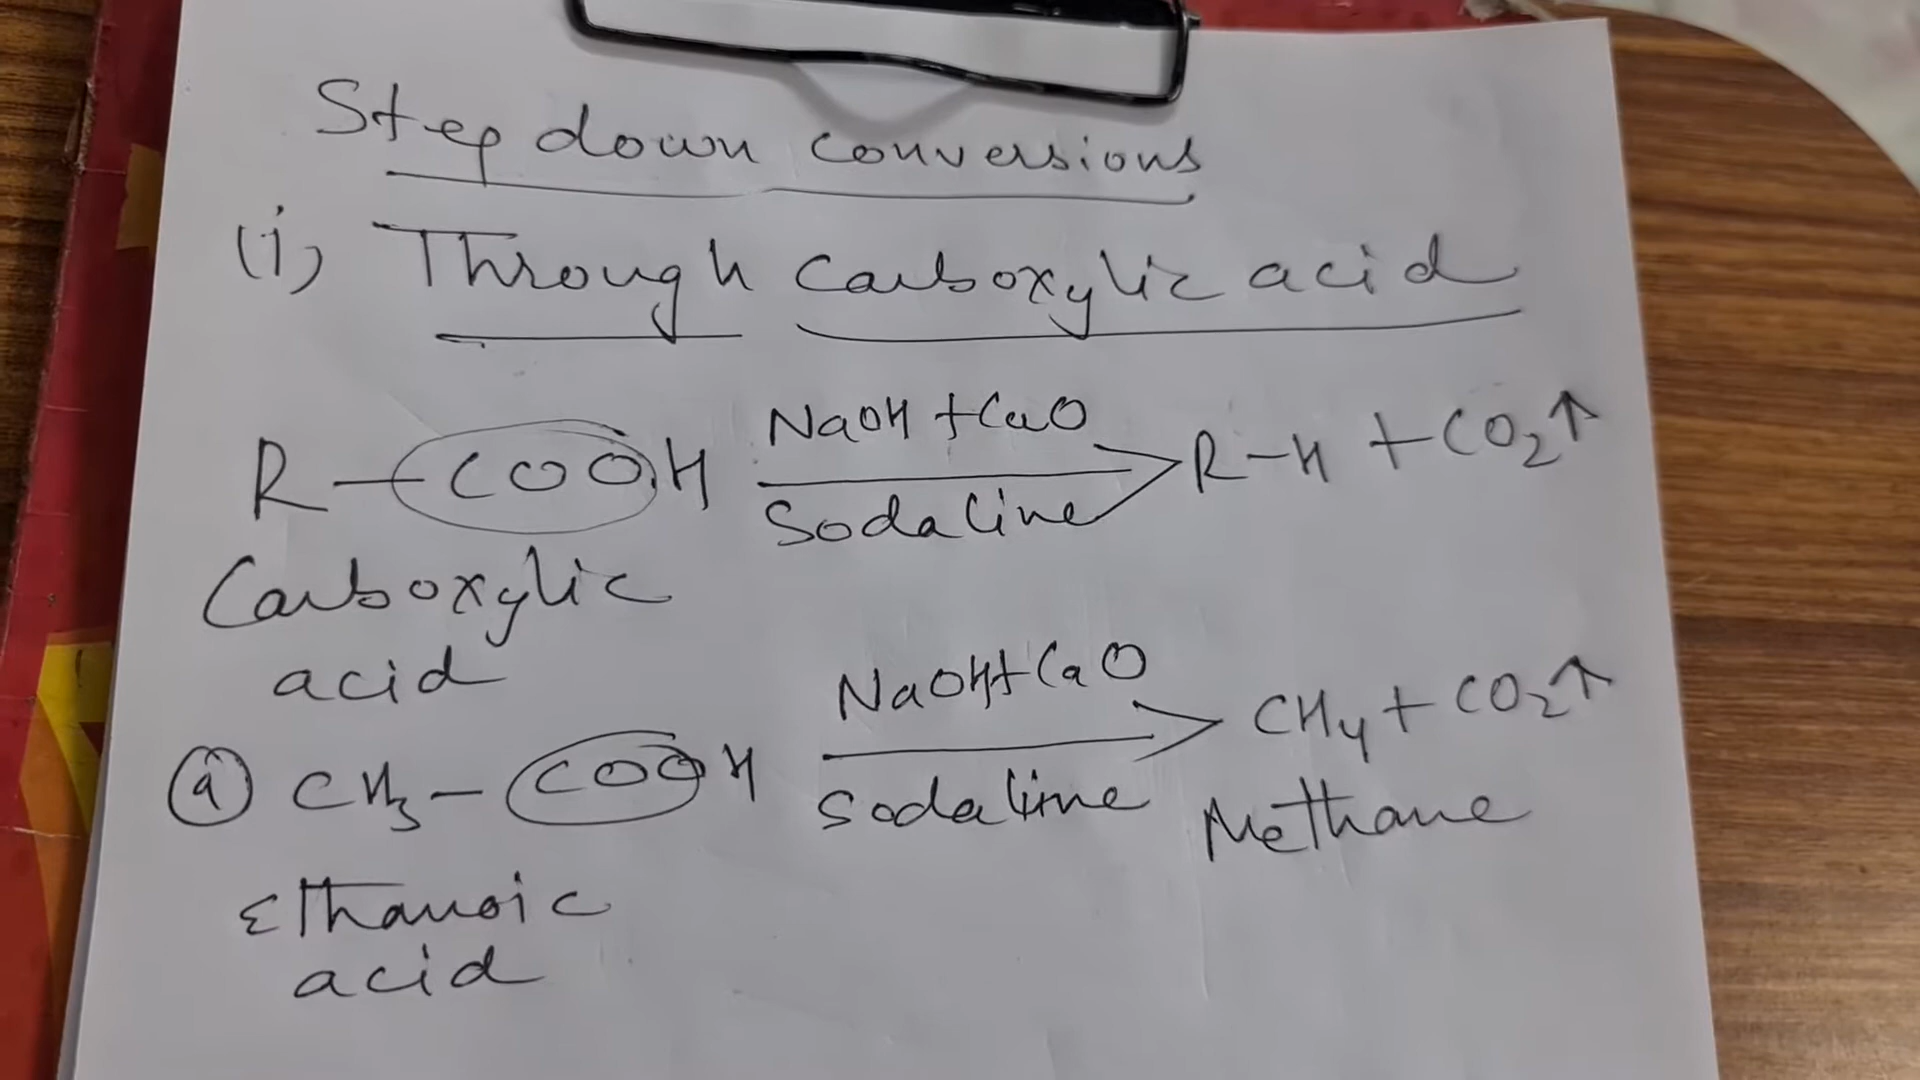 Step down conversions
(i) Through Carboxylic acid
R-COOH NaOH+CaO Sodalime R-H + CO2↑
Carboxylic
acid
(a) CH3-COOH NaOH+CaO Sodalime CH4 + CO2↑
Methane
Ethanoic
acid